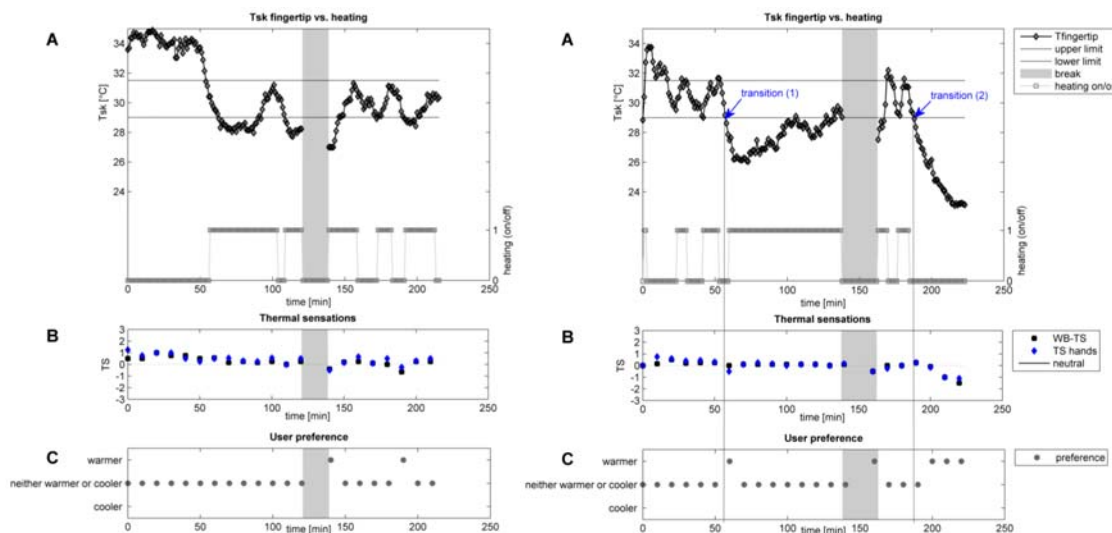 Tsk fingertip vs. heating
A
34
32
30
28
26
24
Tsk [°C]
1
0
heating (on/off)
0
50
100
150
200
250
time [min]
Thermal sensations
B
3
2
1
0
-1
-2
-3
TS
0
50
100
150
200
250
time [min]
User preference
C
warmer
neither warmer or cooler
cooler
0
50
100
150
200
250
time [min]
Tsk fingertip vs. heating
A
34
32
30
28
26
24
Tsk [°C]
transition (1)
transition (2)
1
0
heating (on/off)
0
50
100
150
200
250
time [min]
Tfingertip
upper limit
lower limit
break
heating on/off
Thermal sensations
B
3
2
1
0
-1
-2
-3
TS
0
50
100
150
200
250
time [min]
WB-TS
TS hands
neutral
User preference
C
warmer
neither warmer or cooler
cooler
0
50
100
150
200
250
time [min]
preference